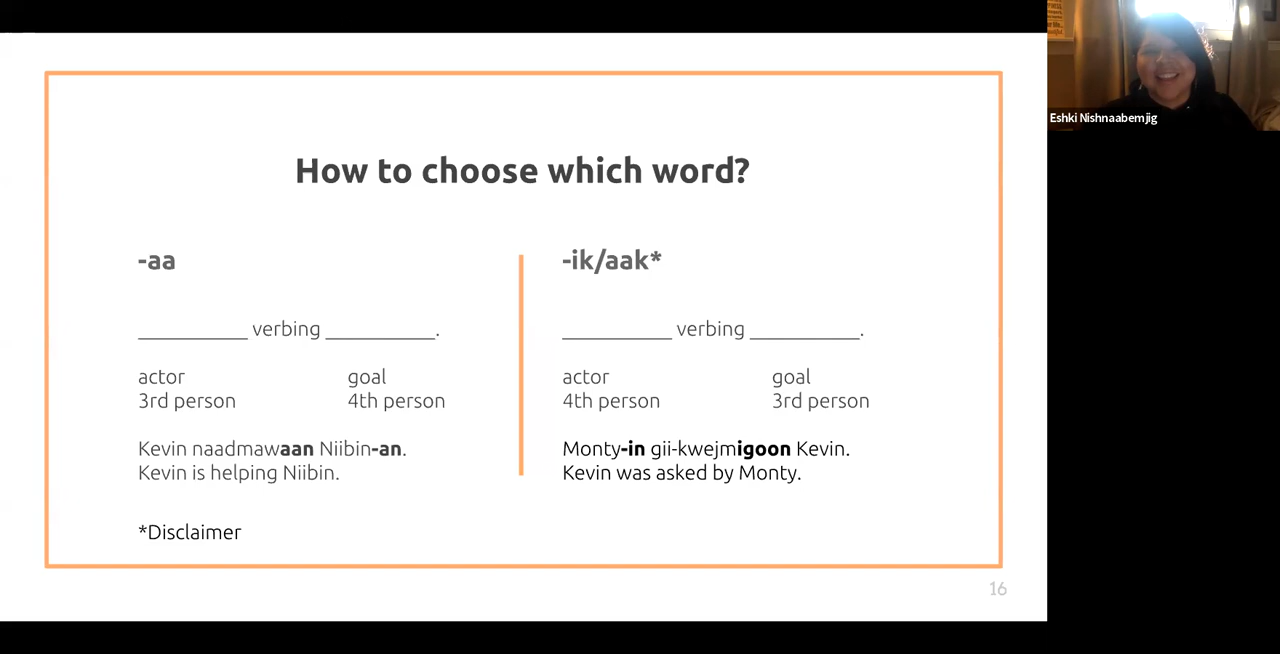 Eshki Nishnaabemjig
How to choose which word?
-aa
__________ verbing __________.
actor goal
3rd person 4th person
Kevin naadmawaan Niibin-an.
Kevin is helping Niibin.
-ik/aak*
__________ verbing __________.
actor goal
4th person 3rd person
Monty-in gii-kwejmigoon Kevin.
Kevin was asked by Monty.
*Disclaimer
16